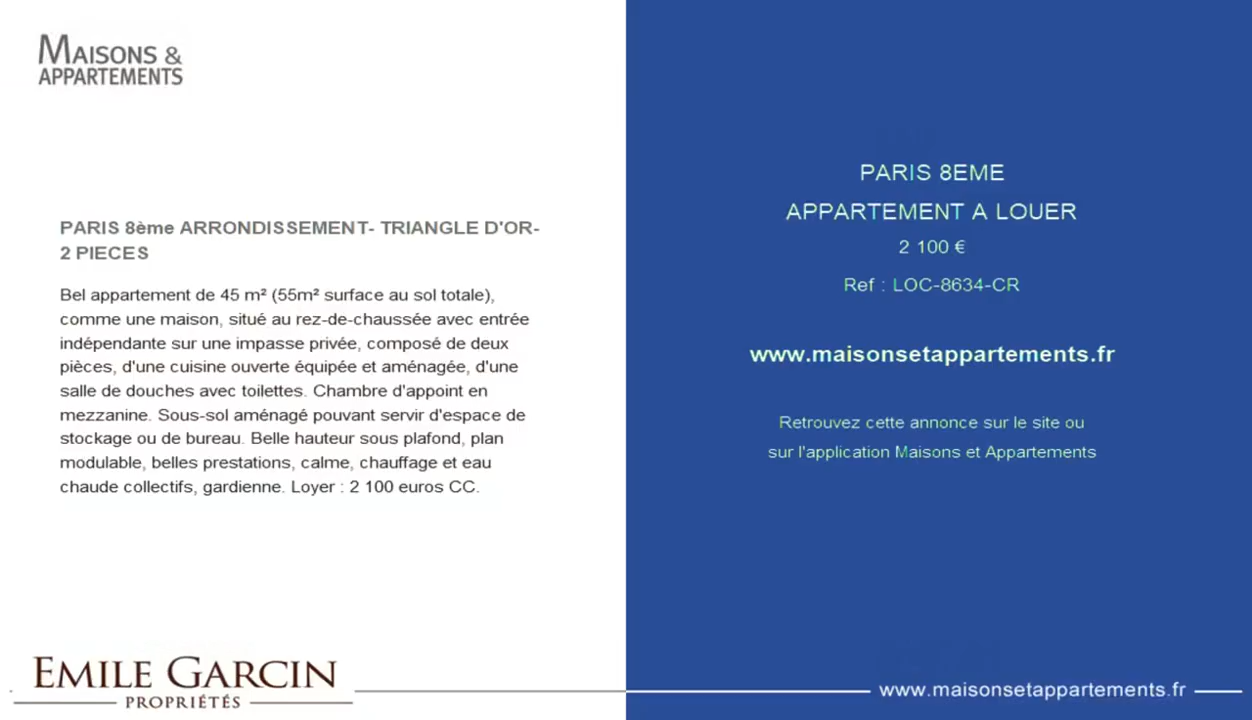 MAISONS &
APPARTEMENTS
PARIS 8ème ARRONDISSEMENT- TRIANGLE D'OR-
2 PIECES
Bel appartement de 45 m² (55m² surface au sol totale),
comme une maison, situé au rez-de-chaussée avec entrée
indépendante sur une impasse privée, composé de deux
pièces, d'une cuisine ouverte équipée et aménagée, d'une
salle de douches avec toilettes. Chambre d'appoint en
mezzanine. Sous-sol aménagé pouvant servir d'espace de
stockage ou de bureau. Belle hauteur sous plafond, plan
modulable, belles prestations, calme, chauffage et eau
chaude collectifs, gardienne. Loyer : 2 100 euros CC.
EMILE GARCIN
PROPRIÉTÉS
PARIS 8EME
APPARTEMENT A LOUER
2 100 €
Ref : LOC-8634-CR
www.maisonsetappartements.fr
Retrouvez cette annonce sur le site ou
sur l'application Maisons et Appartements
www.maisonsetappartements.fr